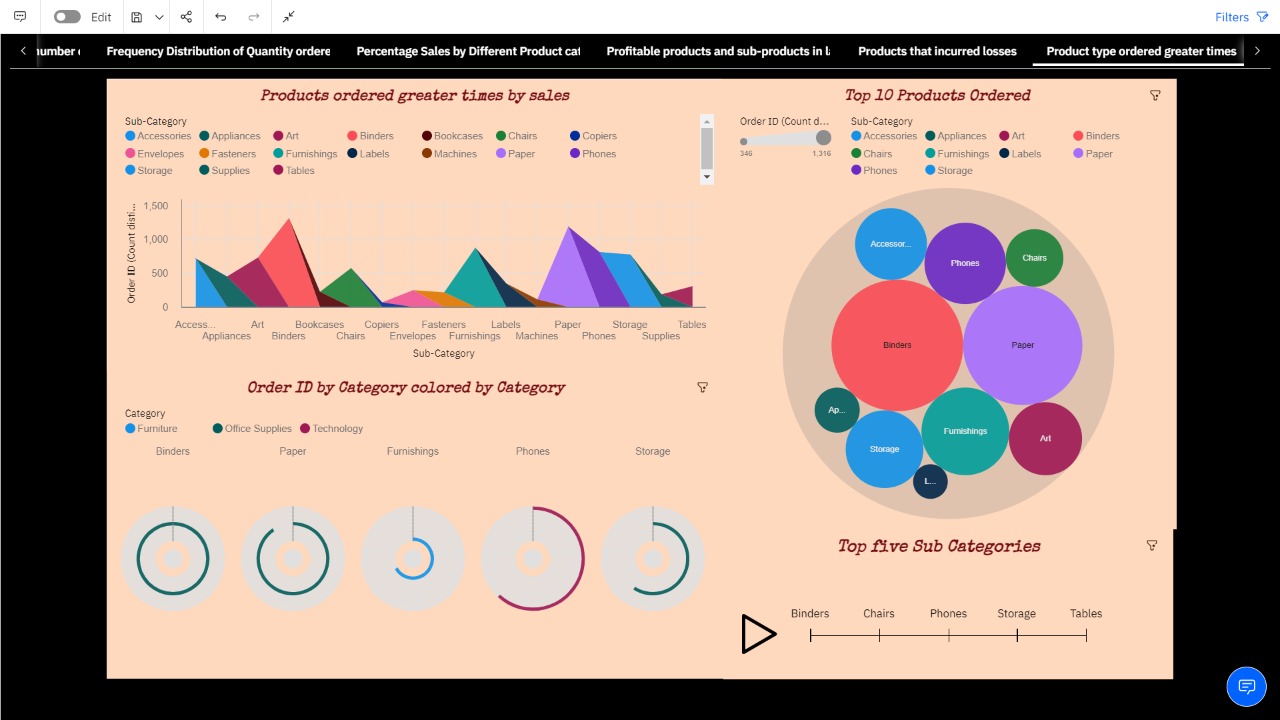 Edit
Filters
number
Frequency Distribution of Quantity ordere
Percentage Sales by Different Product cat
Profitable products and sub-products in l
Products that incurred losses
Product type ordered greater times
Products ordered greater times by sales
Sub-Category
Accessories Appliances Art Binders Bookcases Chairs Copiers
Envelopes Fasteners Furnishings Labels Machines Paper Phones
Storage Supplies Tables
Order ID (Count disti...
1,500
1,000
500
0
Access... Art Bookcases Copiers Fasteners Labels Paper Storage Tables
Appliances Binders Chairs Envelopes Furnishings Machines Phones Supplies
Sub-Category
Order ID by Category colored by Category
Category
Furniture Office Supplies Technology
Binders Paper Furnishings Phones Storage
Top 10 Products Ordered
Order ID (Count d...
346 1,316
Sub-Category
Accessories Appliances Art Binders
Chairs Furnishings Labels Paper
Phones Storage
Accessor...
Phones
Chairs
Binders
Paper
Ap...
Storage
Furnishings
Art
L...
Top five Sub Categories
Binders Chairs Phones Storage Tables